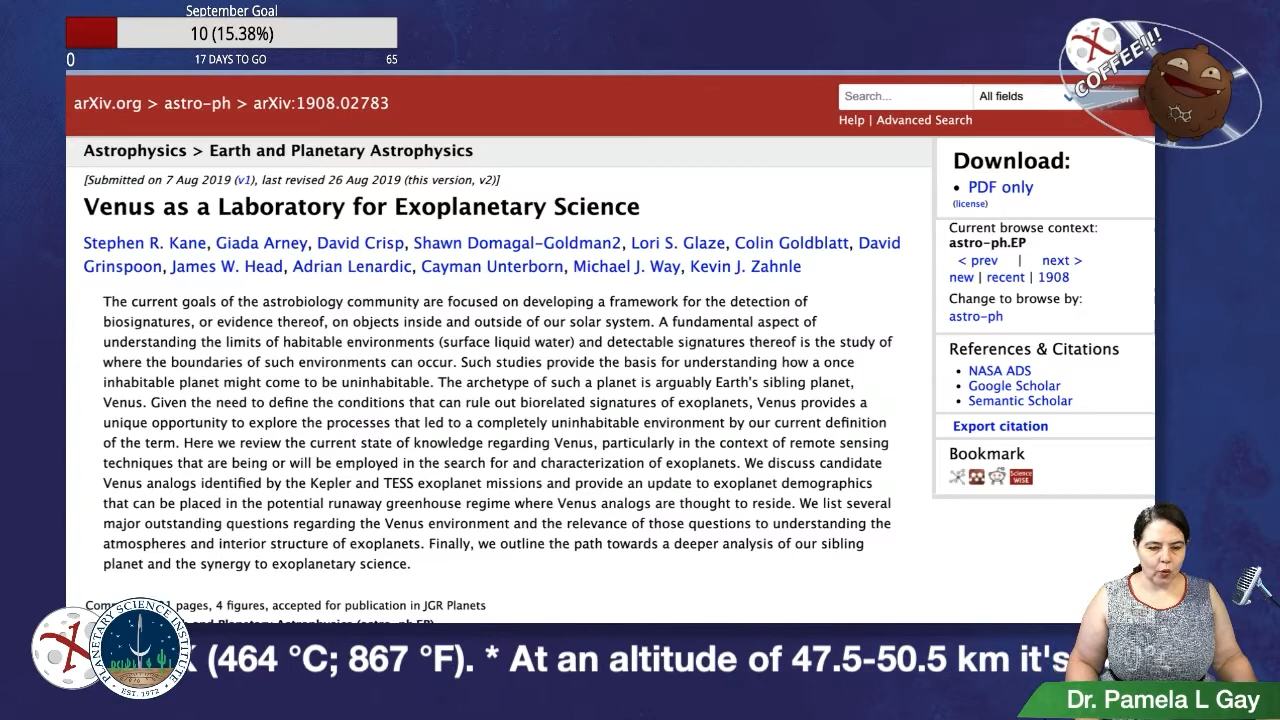 September Goal
10 (15.38%)
0 17 DAYS TO GO 65
COFFEE!!!
arXiv.org > astro-ph > arXiv:1908.02783
Search... All fields
Help | Advanced Search
Astrophysics > Earth and Planetary Astrophysics
[Submitted on 7 Aug 2019 (v1), last revised 26 Aug 2019 (this version, v2)]
Venus as a Laboratory for Exoplanetary Science
Stephen R. Kane, Giada Arney, David Crisp, Shawn Domagal-Goldman2, Lori S. Glaze, Colin Goldblatt, David
Grinspoon, James W. Head, Adrian Lenardic, Cayman Unterborn, Michael J. Way, Kevin J. Zahnle
The current goals of the astrobiology community are focused on developing a framework for the detection of
biosignatures, or evidence thereof, on objects inside and outside of our solar system. A fundamental aspect of
understanding the limits of habitable environments (surface liquid water) and detectable signatures thereof is the study of
where the boundaries of such environments can occur. Such studies provide the basis for understanding how a once
inhabitable planet might come to be uninhabitable. The archetype of such a planet is arguably Earth's sibling planet,
Venus. Given the need to define the conditions that can rule out biorelated signatures of exoplanets, Venus provides a
unique opportunity to explore the processes that led to a completely uninhabitable environment by our current definition
of the term. Here we review the current state of knowledge regarding Venus, particularly in the context of remote sensing
techniques that are being or will be employed in the search for and characterization of exoplanets. We discuss candidate
Venus analogs identified by the Kepler and TESS exoplanet missions and provide an update to exoplanet demographics
that can be placed in the potential runaway greenhouse regime where Venus analogs are thought to reside. We list several
major outstanding questions regarding the Venus environment and the relevance of those questions to understanding the
atmospheres and interior structure of exoplanets. Finally, we outline the path towards a deeper analysis of our sibling
planet and the synergy to exoplanetary science.
pages, 4 figures, accepted for publication in JGR Planets
Download:
• PDF only
(license)
Current browse context:
astro-ph.EP
< prev | next >
new | recent | 1908
Change to browse by:
astro-ph
References & Citations
• NASA ADS
• Google Scholar
• Semantic Scholar
Export citation
Bookmark
Science
WISE
PLANETARY SCIENCE INSTITUTE
EST. 1972
(464 °C; 867 °F). * At an altitude of 47.5-50.5 km it's
Dr. Pamela L Gay